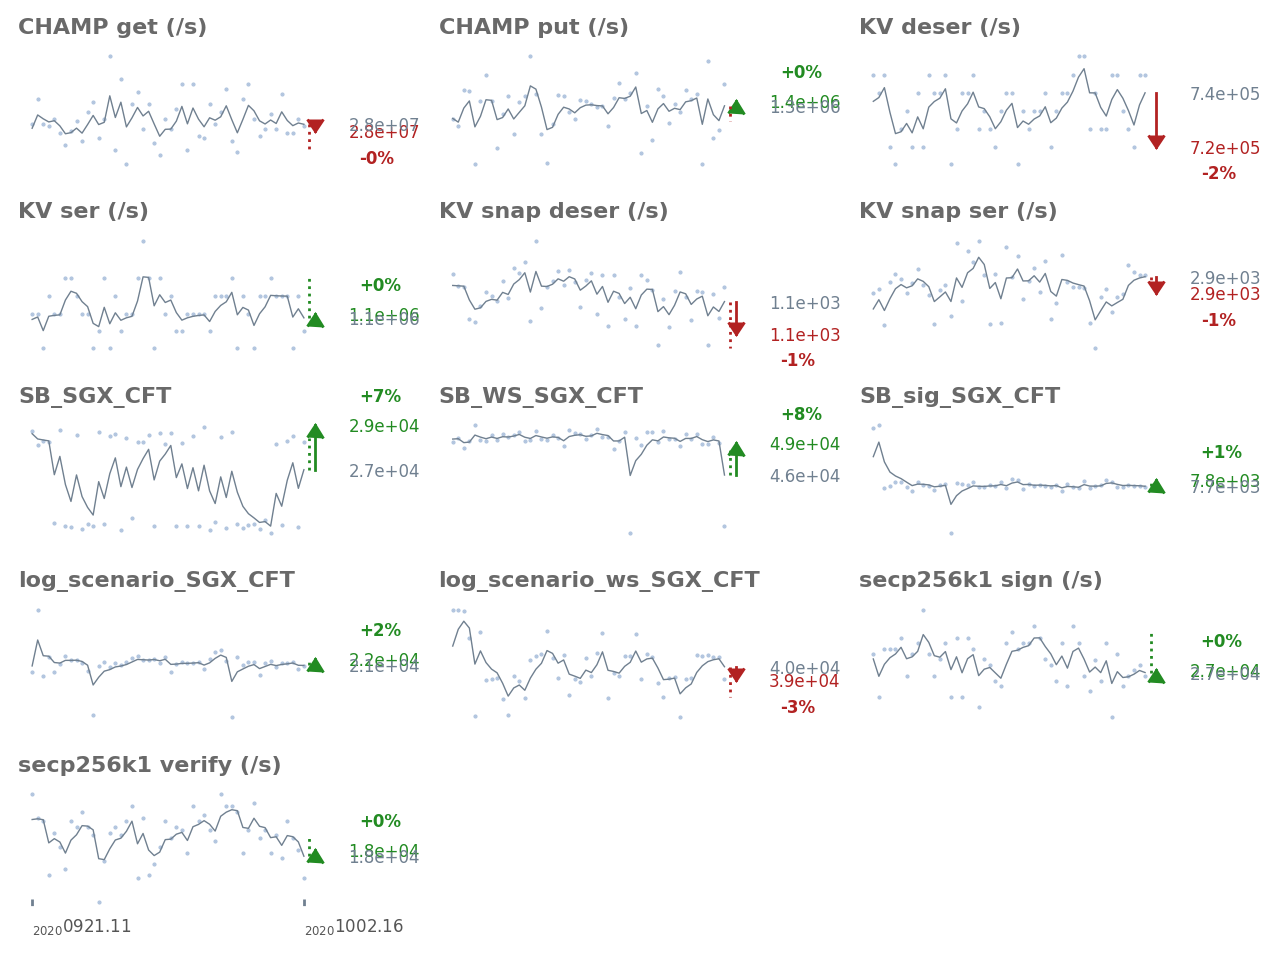 CHAMP get (/s)
2.8e+07
2.8e+07
-0%
CHAMP put (/s)
+0%
1.4e+06
1.3e+06
KV deser (/s)
7.4e+05
7.2e+05
-2%
KV ser (/s)
+0%
1.1e+06
1.1e+06
KV snap deser (/s)
1.1e+03
1.1e+03
-1%
KV snap ser (/s)
2.9e+03
2.9e+03
-1%
SB_SGX_CFT
+7%
2.9e+04
2.7e+04
SB_WS_SGX_CFT
+8%
4.9e+04
4.6e+04
SB_sig_SGX_CFT
+1%
7.8e+03
7.7e+03
log_scenario_SGX_CFT
+2%
2.2e+04
2.1e+04
log_scenario_ws_SGX_CFT
4.0e+04
3.9e+04
-3%
secp256k1 sign (/s)
+0%
2.7e+04
2.7e+04
secp256k1 verify (/s)
+0%
1.8e+04
1.8e+04
20200921.11
20201002.16